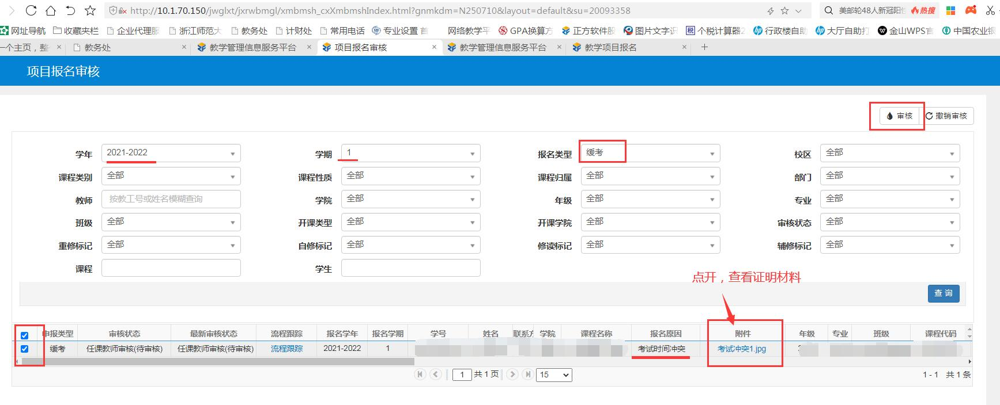 http://10.1.70.150/jwglxt/jxrwbmgl/xmbmsh_cxXmbmshIndex.html?gnmkdm=N250710&layout=default&su=20093358
美邮轮48人新冠阳 热搜
网址导航 收藏夹栏 企业代理服 浙江师范大 教务处 计财处 常用电话 专业设置 首 网络教学平 GPA换算方 正方软件股 图片文字识 税 个税计算器2 行政楼自助 大厅自助打 金山WPS官 中国农业银
一个主页，整 × 教务处 × 教学管理信息服务平台 × 项目报名审核 × 教学管理信息服务平台 × 教学项目报名 × +
项目报名审核
审核 撤销审核
学年 2021-2022 学期 1 报名类型 缓考 校区 全部
课程类别 全部 课程性质 全部 课程归属 全部 部门 全部
教师 按教工号或姓名模糊查询 学院 全部 年级 全部 专业 全部
班级 全部 开课类型 全部 开课学院 全部 审核状态 全部
重修标记 全部 自修标记 全部 修读标记 全部 辅修标记 全部
课程 学生
点开，查看证明材料
查 询
申报类型 审核状态 最新审核状态 流程跟踪 报名学年 报名学期 学号 姓名 联系方 学院 课程名称 报名原因 附件 年级 专业 班级 课程代码
缓考 任课教师审核(待审核) 任课教师审核(待审核) 流程跟踪 2021-2022 1 考试时间冲突 考试冲突1.jpg
1 共 1 页 15 1 - 1 共 1 条